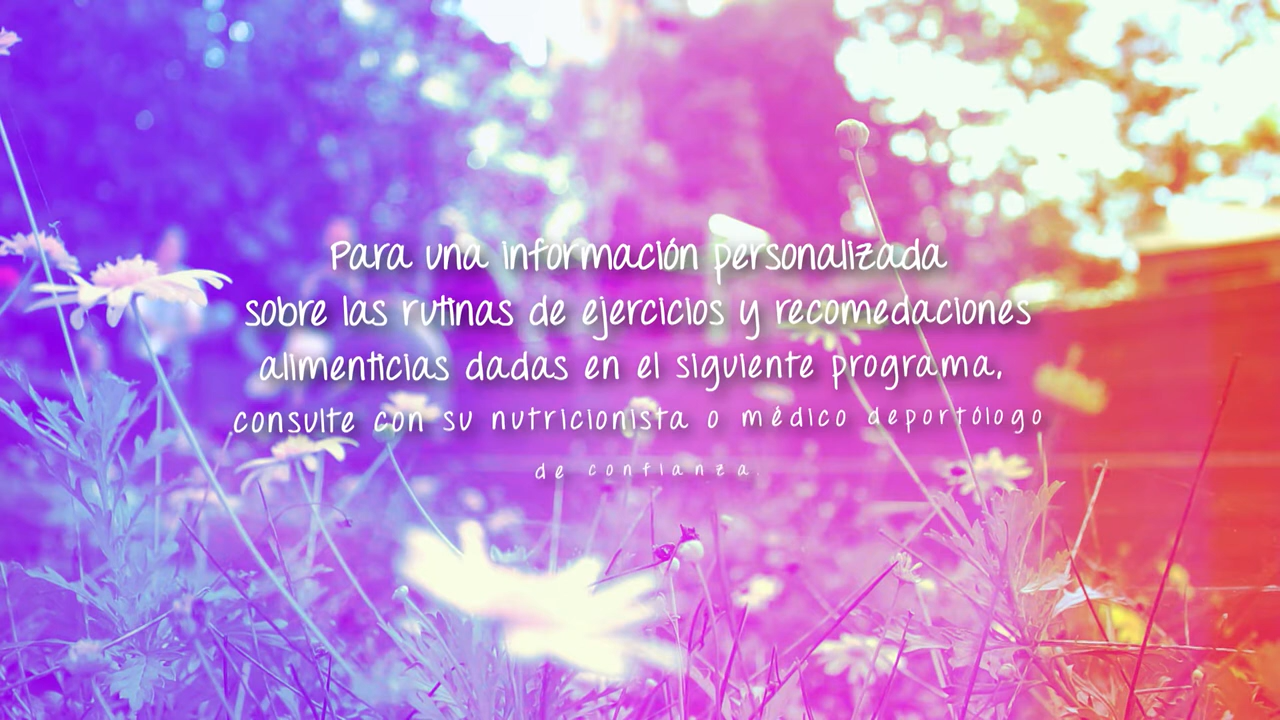 Para una información personalizada
sobre las rutinas de ejercicios y recomedaciones
alimenticias dadas en el siguiente programa,
consulte con su nutricionista o médico deportólogo
de confianza.